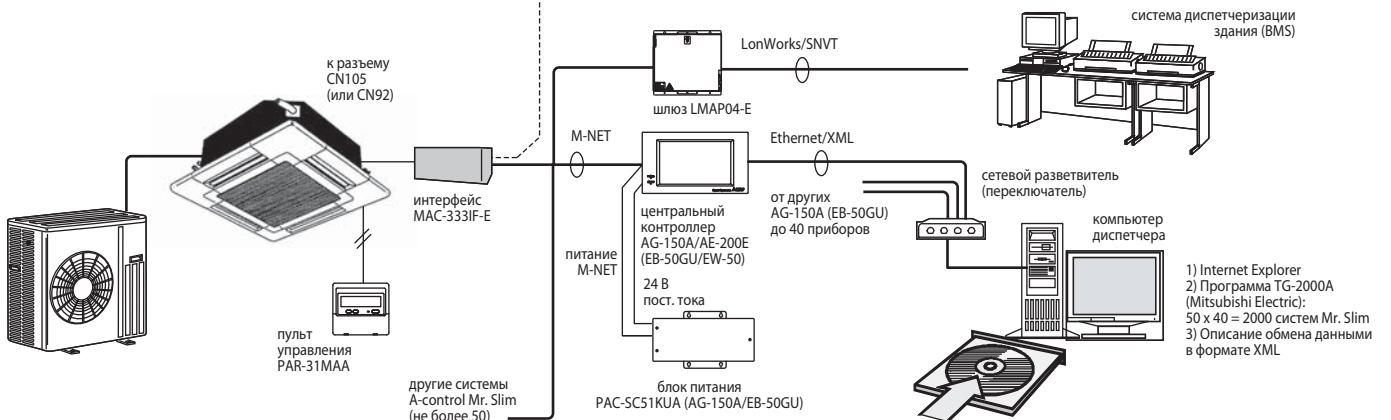 система диспетчеризации
здания (BMS)
LonWorks/SNVT
к разъему
CN105
(или CN92)
шлюз LMAP04-E
M-NET
Ethernet/XML
сетевой разветвитель
(переключатель)
интерфейс
MAC-333IF-E
центральный
контроллер
AG-150A/AE-200E
(EB-50GU/EW-50)
от других
AG-150A (EB-50GU)
до 40 приборов
компьютер
диспетчера
питание
M-NET
24 В
пост. тока
1) Internet Explorer
2) Программа TG-2000A
(Mitsubishi Electric):
50 x 40 = 2000 систем Mr. Slim
3) Описание обмена данными
в формате XML
пульт
управления
PAR-31MAA
другие системы
A-control Mr. Slim
(не более 50)
блок питания
PAC-SC51KUA (AG-150A/EB-50GU)